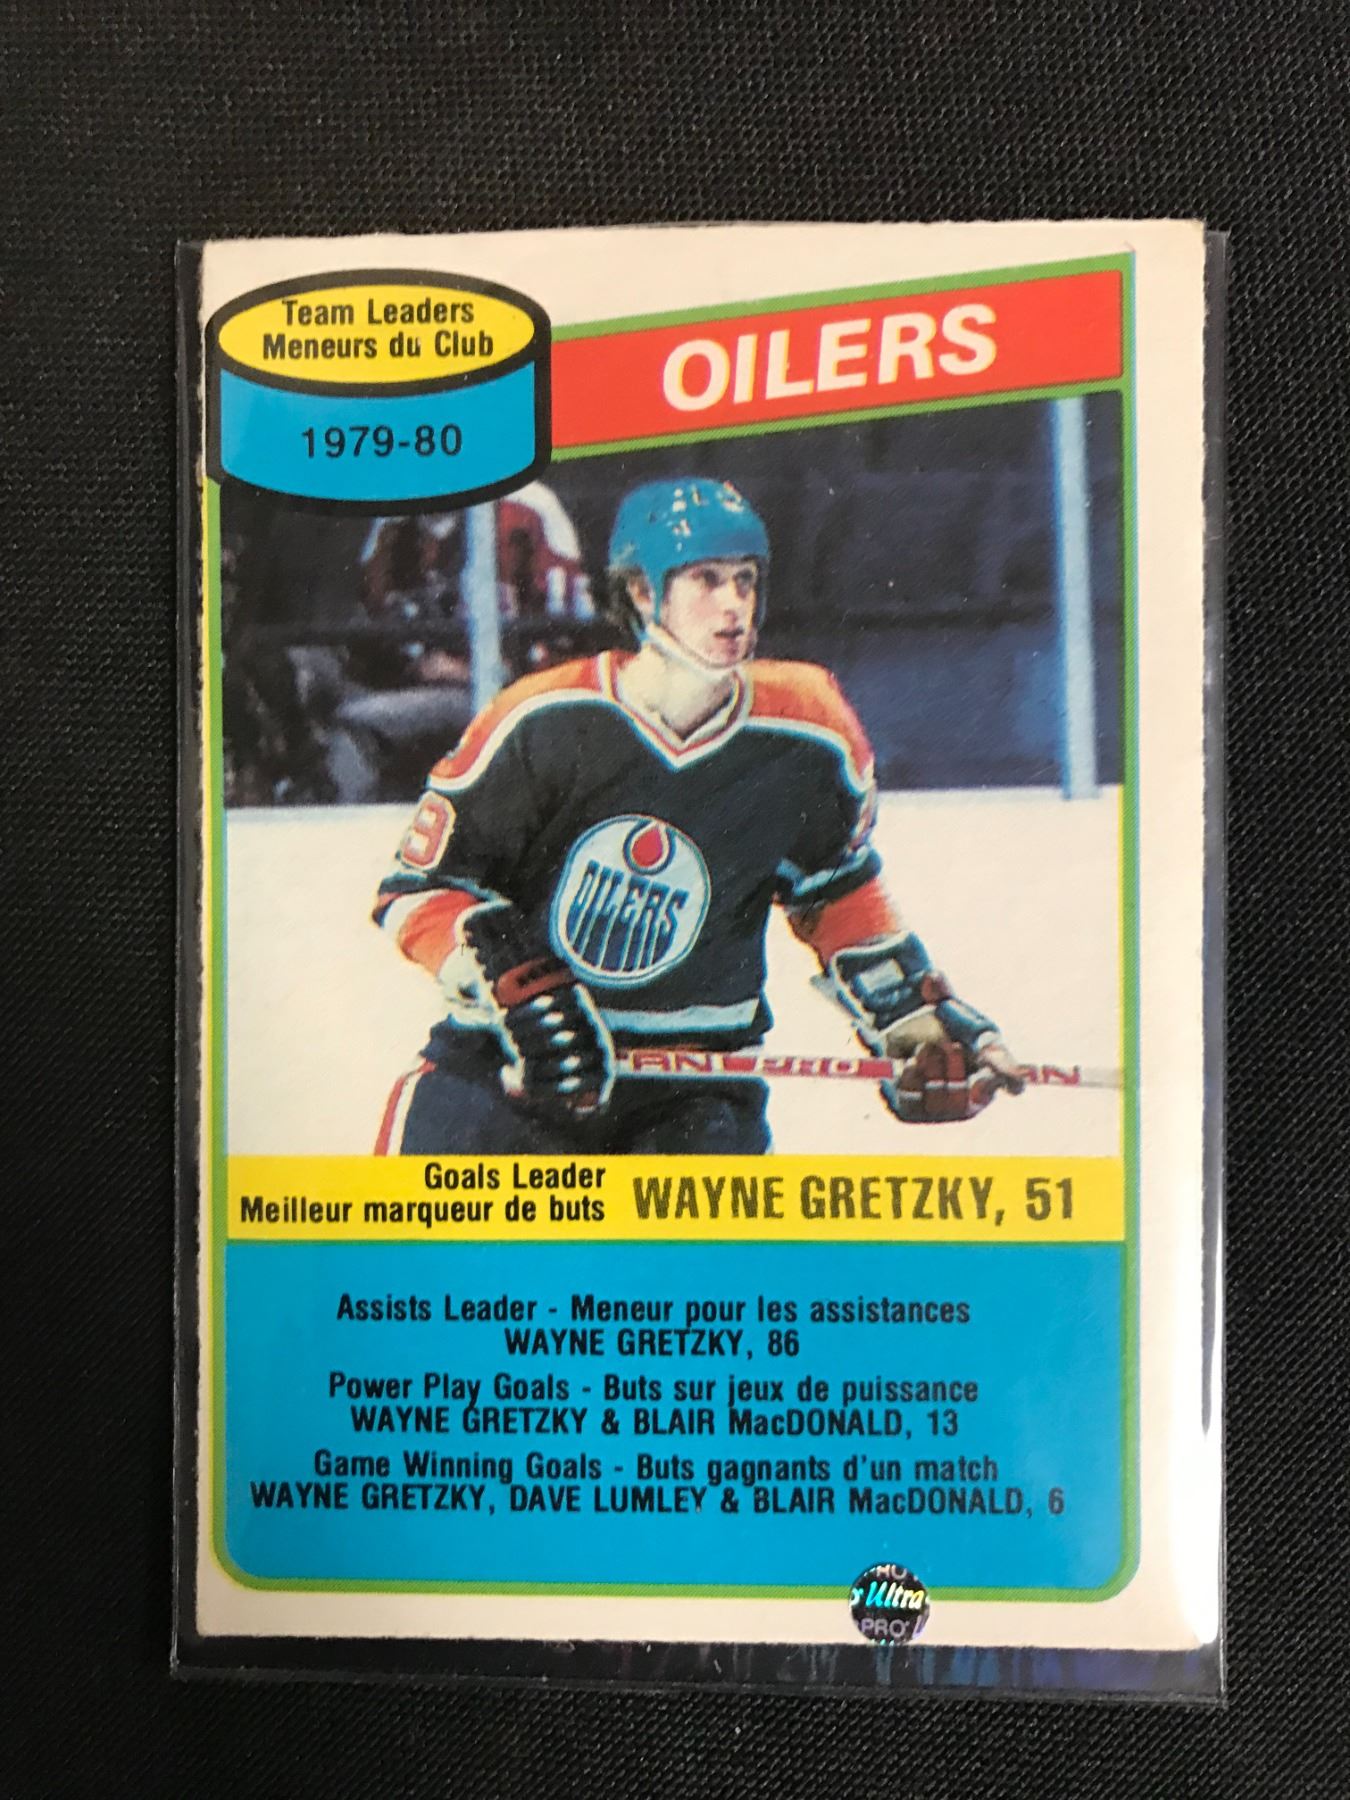 Team Leaders
Meneurs du Club
1979-80
OILERS
9
OILERS
Goals Leader
Meilleur marqueur de buts
WAYNE GRETZKY, 51
Assists Leader - Meneur pour les assistances
WAYNE GRETZKY, 86
Power Play Goals - Buts sur jeux de puissance
WAYNE GRETZKY & BLAIR MacDONALD, 13
Game Winning Goals - Buts gagnants d'un match
WAYNE GRETZKY, DAVE LUMLEY & BLAIR MacDONALD, 6
Ultra
PRO